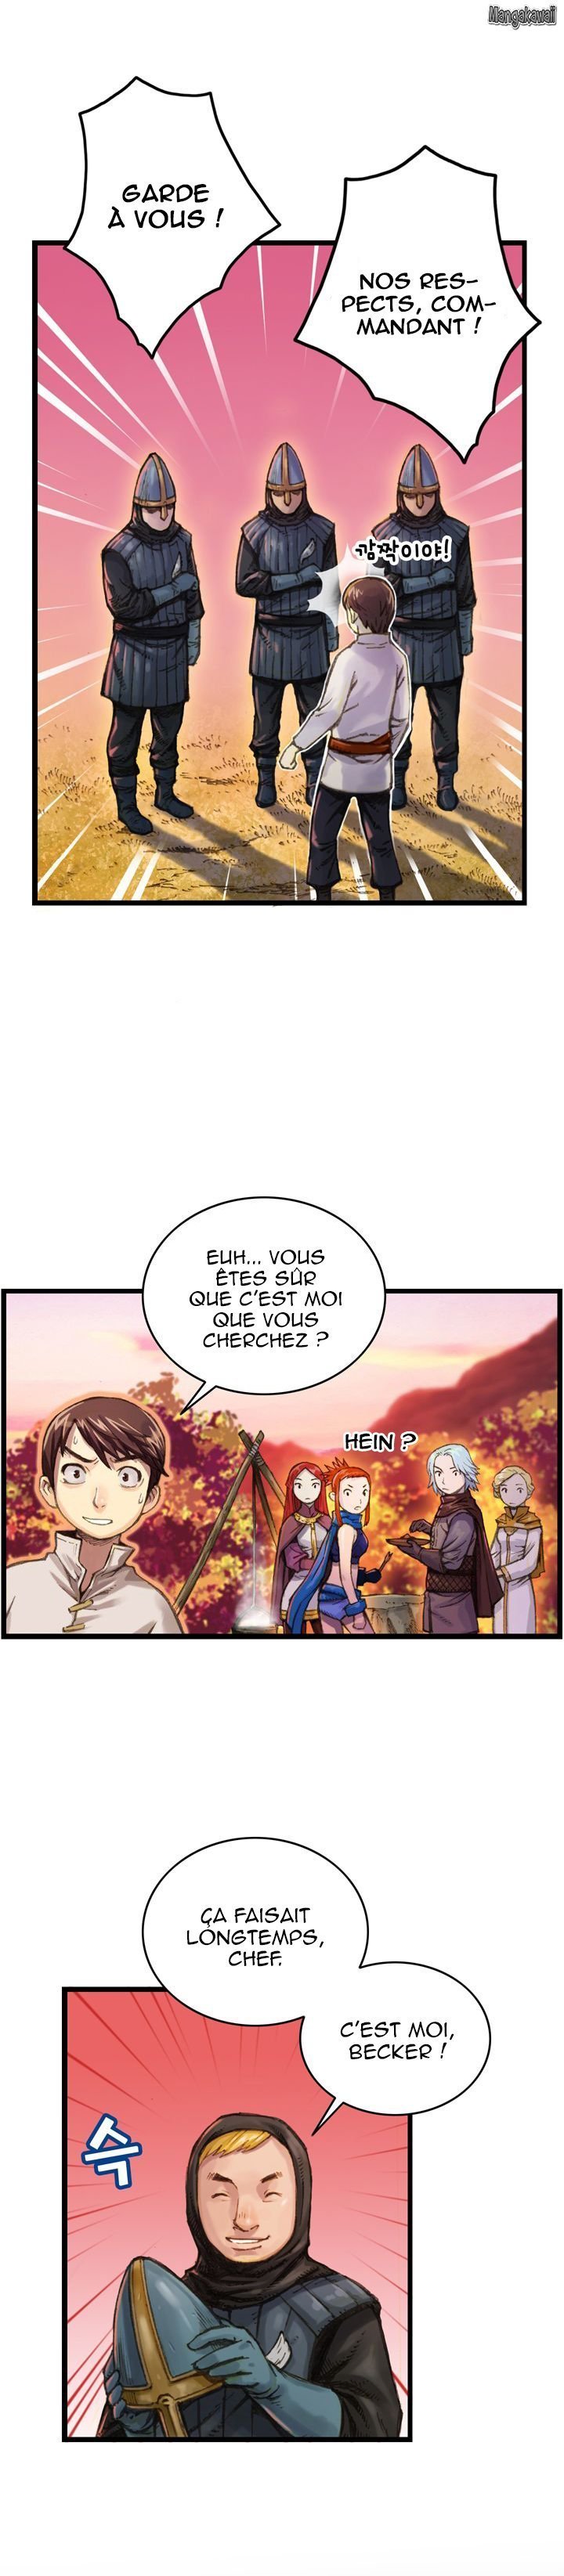 Mangakawaii
GARDE
À VOUS !
NOS RES-
PECTS, COM-
MANDANT !
깜짝이야!
EUH... VOUS
ÊTES SÛR
QUE C'EST MOI
QUE VOUS
CHERCHEZ ?
HEIN ?
ÇA FAISAIT
LONGTEMPS,
CHEF.
C'EST MOI,
BECKER !
슥